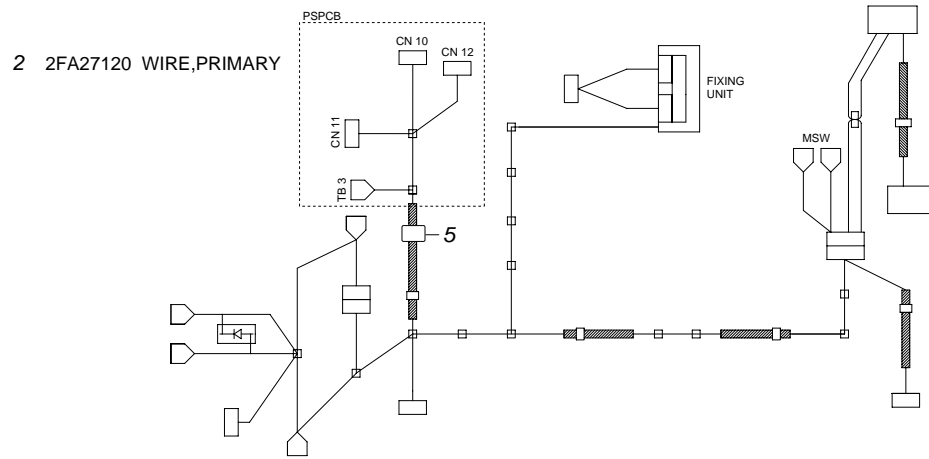 PSPCB
2 2FA27120 WIRE,PRIMARY
CN 10
CN 12
FIXING
UNIT
CN 11
MSW
TB 3
5